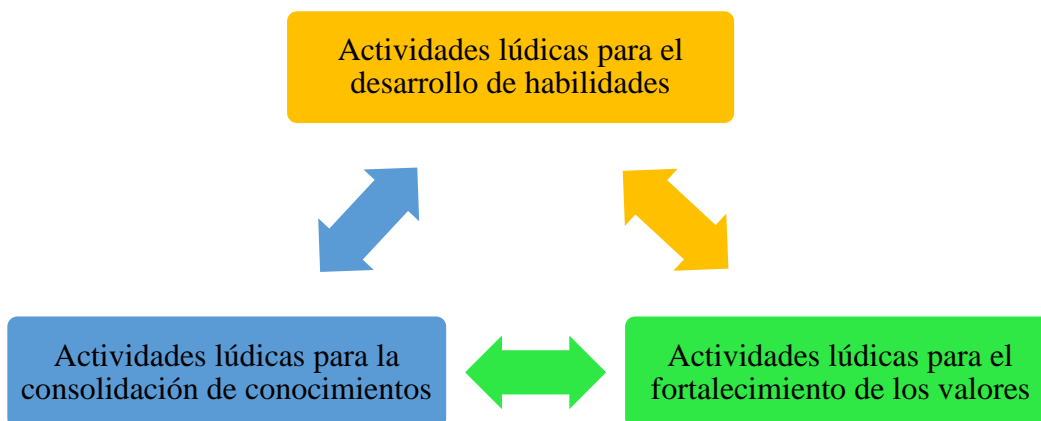 Actividades lúdicas para el
desarrollo de habilidades
Actividades lúdicas para la
consolidación de conocimientos
Actividades lúdicas para el
fortalecimiento de los valores